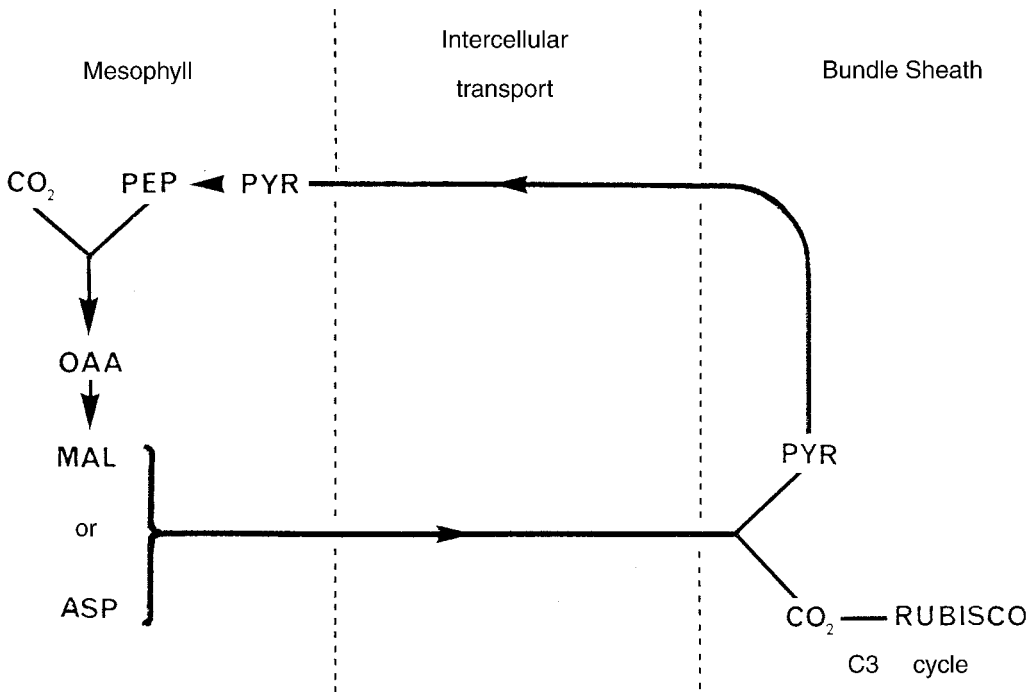 Mesophyll
Intercellular
transport
Bundle Sheath
CO₂ PEP PYR
OAA
MAL
or
ASP
PYR
CO₂ RUBISCO
C3 cycle